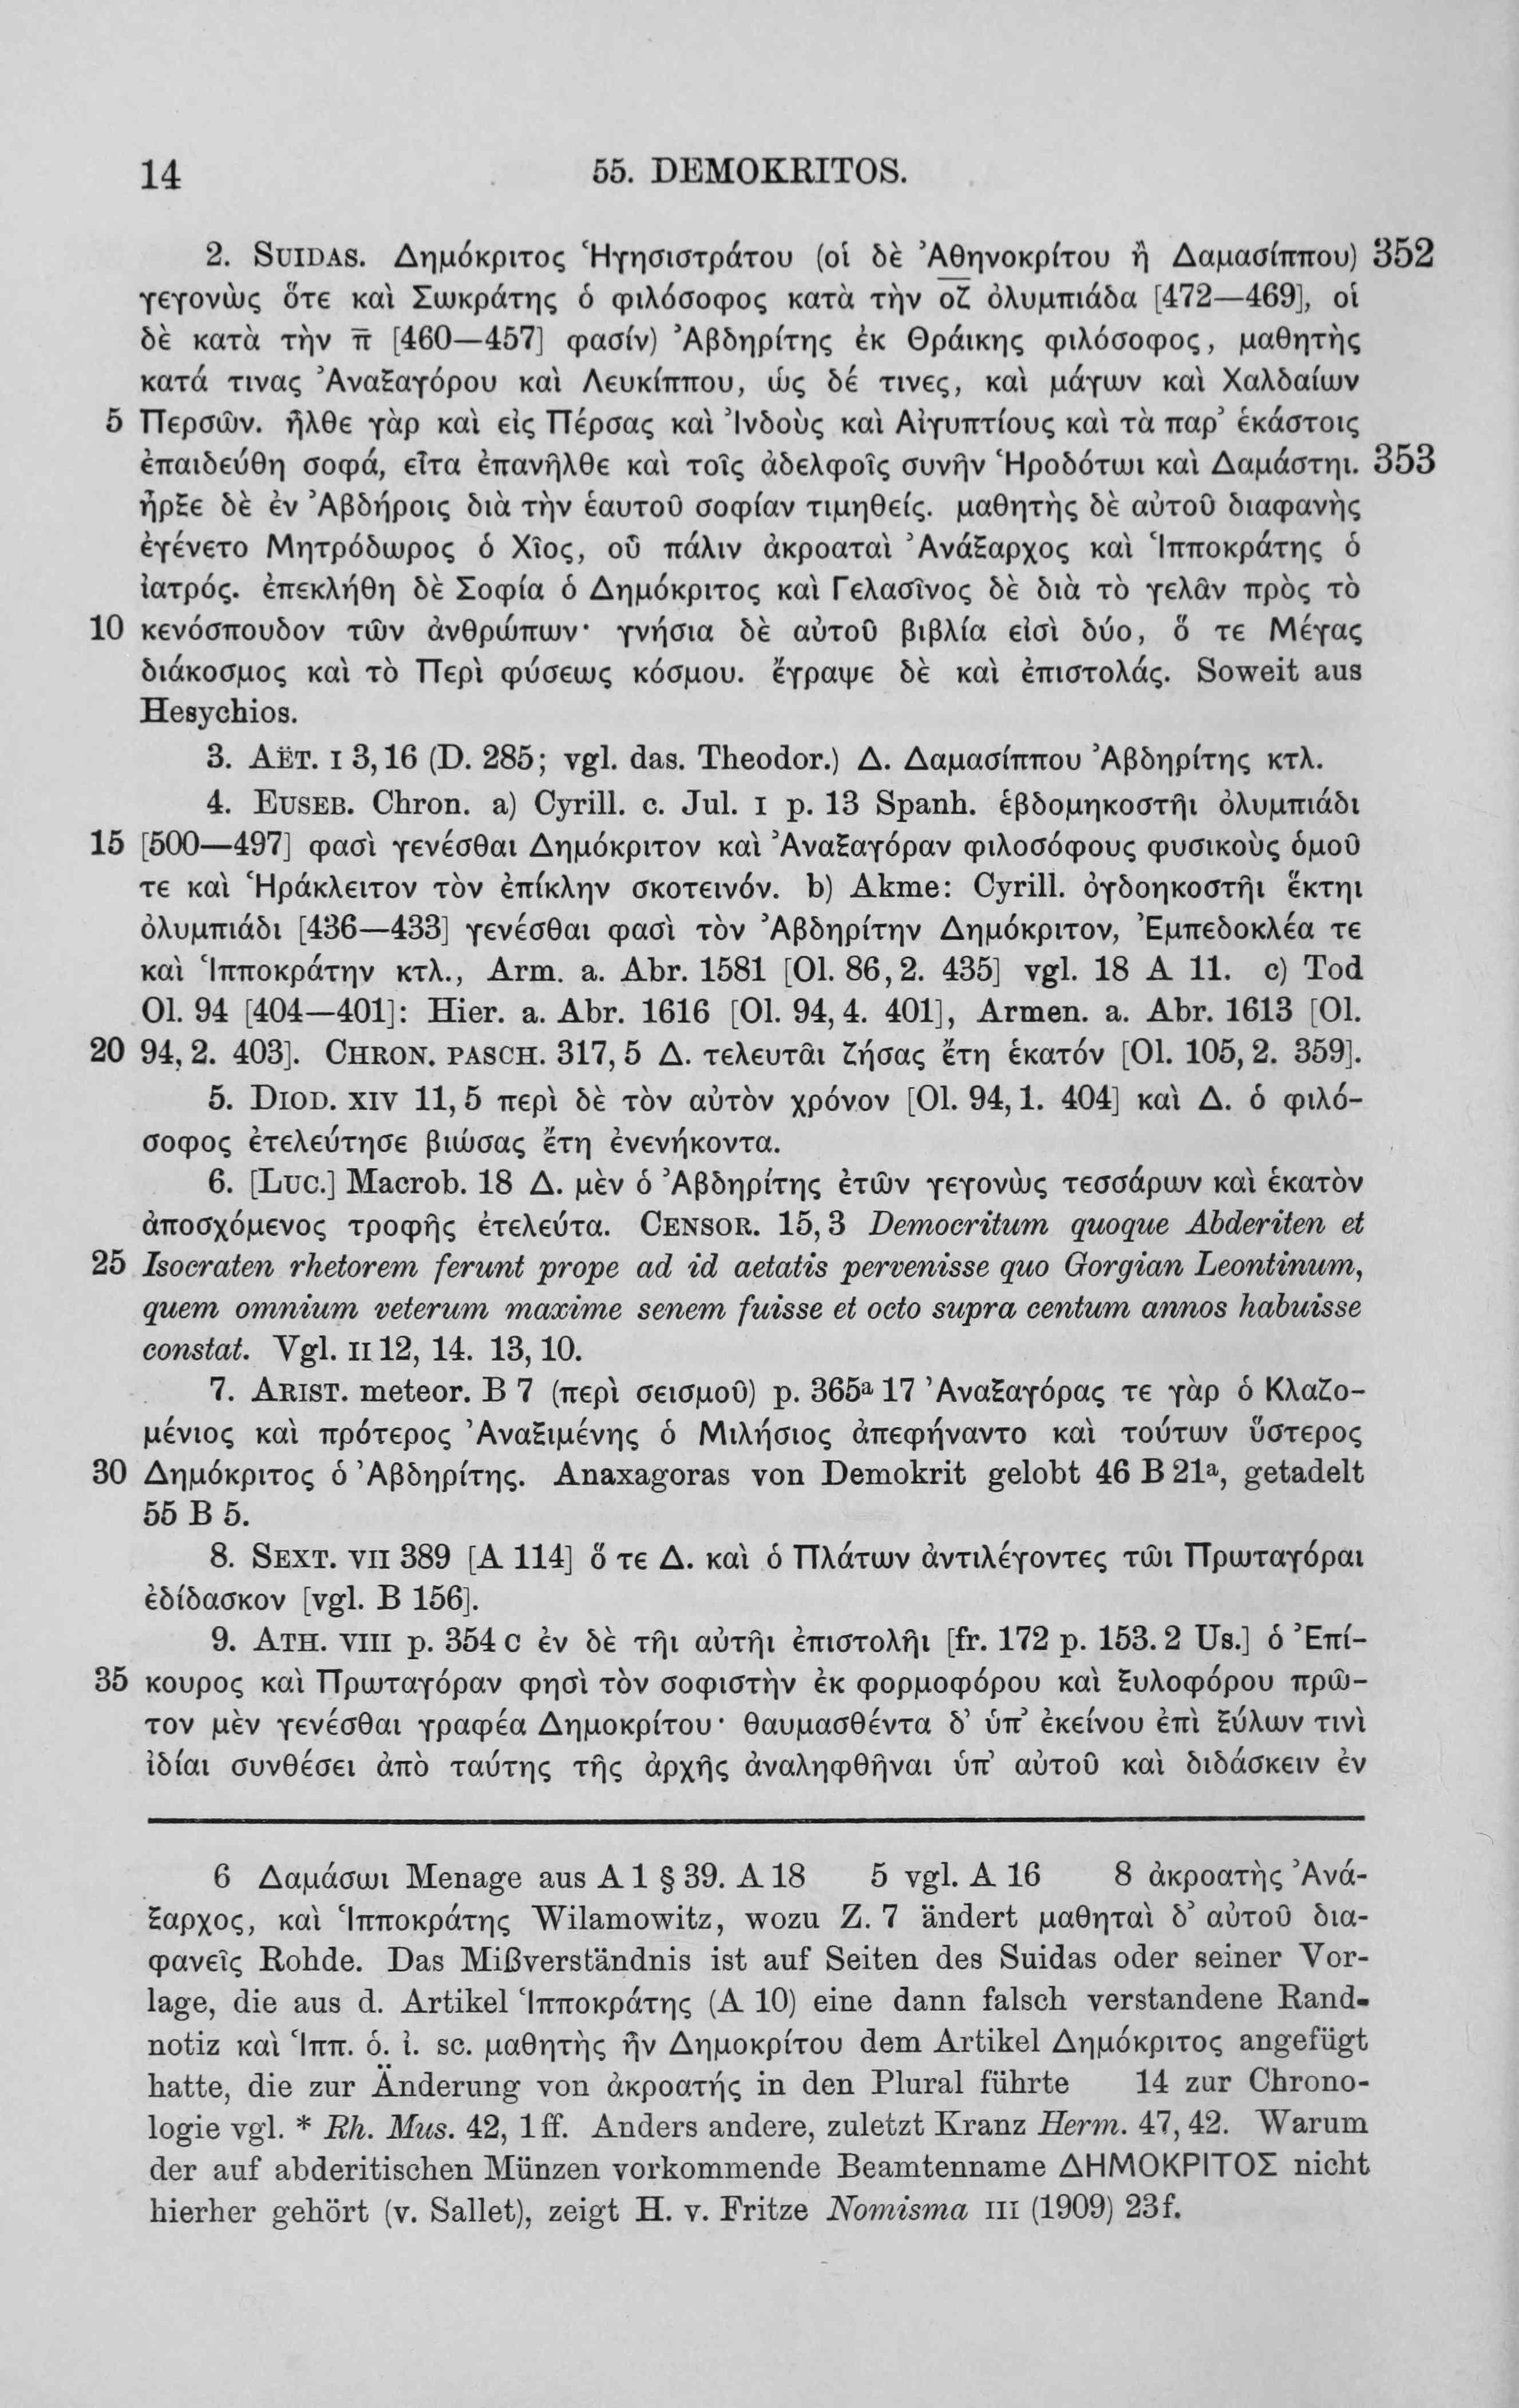 14 55. DEMOKRITOS.
2. SUIDAS. Δημόκριτος Ἡγησιστράτου (οἱ δὲ Ἀθηνοκρίτου ἢ Δαμασίππου) 352
γεγονὼς ὅτε καὶ Σωκράτης ὁ φιλόσοφος κατὰ τὴν ο̅ζ̅ ὀλυμπιάδα [472—469], οἱ
δὲ κατὰ τὴν π̅ [460—457] φασίν) Ἀβδηρίτης ἐκ Θράικης φιλόσοφος, μαθητὴς
κατά τινας Ἀναξαγόρου καὶ Λευκίππου, ὡς δέ τινες, καὶ μάγων καὶ Χαλδαίων
5 Περσῶν. ἦλθε γὰρ καὶ εἰς Πέρσας καὶ Ἰνδοὺς καὶ Αἰγυπτίους καὶ τὰ παρ’ ἑκάστοις
ἐπαιδεύθη σοφά, εἶτα ἐπανῆλθε καὶ τοῖς ἀδελφοῖς συνῆν Ἡροδότωι καὶ Δαμάστηι. 353
ἦρξε δὲ ἐν Ἀβδήροις διὰ τὴν ἑαυτοῦ σοφίαν τιμηθείς. μαθητὴς δὲ αὐτοῦ διαφανὴς
ἐγένετο Μητρόδωρος ὁ Χῖος, οὗ πάλιν ἀκροαταὶ Ἀνάξαρχος καὶ Ἱπποκράτης ὁ
ἰατρός. ἐπεκλήθη δὲ Σοφία ὁ Δημόκριτος καὶ Γελασῖνος δὲ διὰ τὸ γελᾶν πρὸς τὸ
10 κενόσπουδον τῶν ἀνθρώπων· γνήσια δὲ αὐτοῦ βιβλία εἰσὶ δύο, ὅ τε Μέγας
διάκοσμος καὶ τὸ Περὶ φύσεως κόσμου. ἔγραψε δὲ καὶ ἐπιστολάς. Soweit aus
Hesychios.
3. AËT. I 3,16 (D. 285; vgl. das. Theodor.) Δ. Δαμασίππου Ἀβδηρίτης κτλ.
4. EUSEB. Chron. a) Cyrill. c. Jul. I p. 13 Spanh. ἑβδομηκοστῆι ὀλυμπιάδι
15 [500—497] φασὶ γενέσθαι Δημόκριτον καὶ Ἀναξαγόραν φιλοσόφους φυσικοὺς ὁμοῦ
τε καὶ Ἡράκλειτον τὸν ἐπίκλην σκοτεινόν. b) Akme: Cyrill. ὀγδοηκοστῆι ἕκτηι
ὀλυμπιάδι [436—433] γενέσθαι φασὶ τὸν Ἀβδηρίτην Δημόκριτον, Ἐμπεδοκλέα τε
καὶ Ἱπποκράτην κτλ., Arm. a. Abr. 1581 [Ol. 86,2. 435] vgl. 18 A 11. c) Tod
Ol. 94 [404—401]: Hier. a. Abr. 1616 [Ol. 94,4. 401], Armen. a. Abr. 1613 [Ol.
20 94,2. 403]. CHRON. PASCH. 317,5 Δ. τελευτᾶι ζήσας ἔτη ἑκατόν [Ol. 105,2. 359].
5. DIOD. XIV 11,5 περὶ δὲ τὸν αὐτὸν χρόνον [Ol. 94,1. 404] καὶ Δ. ὁ φιλό-
σοφος ἐτελεύτησε βιώσας ἔτη ἐνενήκοντα.
6. [LUC.] Macrob. 18 Δ. μὲν ὁ Ἀβδηρίτης ἐτῶν γεγονὼς τεσσάρων καὶ ἑκατὸν
ἀποσχόμενος τροφῆς ἐτελεύτα. CENSOR. 15,3 Democritum quoque Abderiten et
25 Isocraten rhetorem ferunt prope ad id aetatis pervenisse quo Gorgian Leontinum,
quem omnium veterum maxime senem fuisse et octo supra centum annos habuisse
constat. Vgl. II 12, 14. 13, 10.
7. ARIST. meteor. B 7 (περὶ σεισμοῦ) p. 365ᵃ 17 Ἀναξαγόρας τε γὰρ ὁ Κλαζο-
μένιος καὶ πρότερος Ἀναξιμένης ὁ Μιλήσιος ἀπεφήναντο καὶ τούτων ὕστερος
30 Δημόκριτος ὁ Ἀβδηρίτης. Anaxagoras von Demokrit gelobt 46 B 21ᵃ, getadelt
55 B 5.
8. SEXT. VII 389 [A 114] ὅ τε Δ. καὶ ὁ Πλάτων ἀντιλέγοντες τῶι Πρωταγόραι
ἐδίδασκον [vgl. B 156].
9. ATH. VIII p. 354 c ἐν δὲ τῆι αὐτῆι ἐπιστολῆι [fr. 172 p. 153. 2 Us.] ὁ Ἐπί-
35 κουρος καὶ Πρωταγόραν φησὶ τὸν σοφιστὴν ἐκ φορμοφόρου καὶ ξυλοφόρου πρῶ-
τον μὲν γενέσθαι γραφέα Δημοκρίτου· θαυμασθέντα δ’ ὑπ’ ἐκείνου ἐπὶ ξύλων τινὶ
ἰδίαι συνθέσει ἀπὸ ταύτης τῆς ἀρχῆς ἀναληφθῆναι ὑπ’ αὐτοῦ καὶ διδάσκειν ἐν
6 Δαμάσωι Menage aus A 1 § 39. A 18 5 vgl. A 16 8 ἀκροατὴς Ἀνά-
ξαρχος, καὶ Ἱπποκράτης Wilamowitz, wozu Z. 7 ändert μαθηταὶ δ’ αὐτοῦ δια-
φανεῖς Rohde. Das Mißverständnis ist auf Seiten des Suidas oder seiner Vor-
lage, die aus d. Artikel Ἱπποκράτης (A 10) eine dann falsch verstandene Rand-
notiz καὶ Ἱππ. ὁ. ἰ. sc. μαθητὴς ἦν Δημοκρίτου dem Artikel Δημόκριτος angefügt
hatte, die zur Änderung von ἀκροατής in den Plural führte 14 zur Chrono-
logie vgl. * Rh. Mus. 42, 1 ff. Anders andere, zuletzt Kranz Herm. 47, 42. Warum
der auf abderitischen Münzen vorkommende Beamtenname ΔΗΜΟΚΡΙΤΟΣ nicht
hierher gehört (v. Sallet), zeigt H. v. Fritze Nomisma III (1909) 23 f.